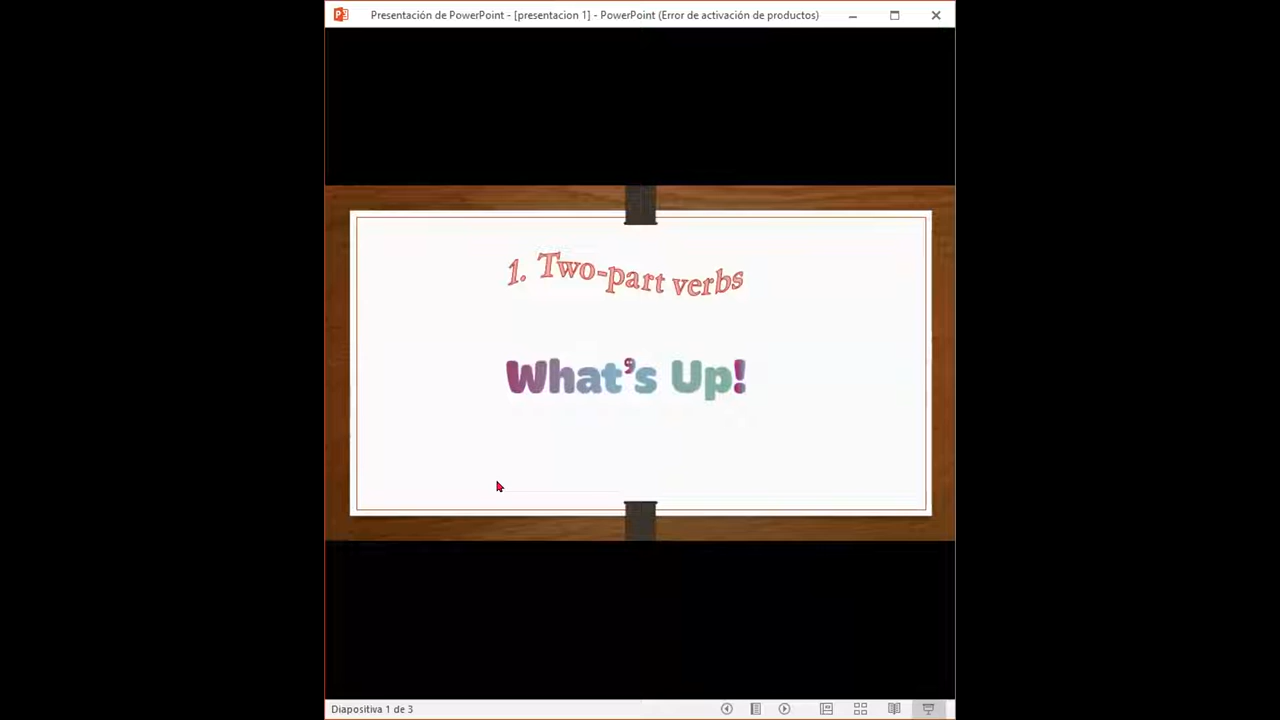 Presentación de PowerPoint - [presentacion 1] - PowerPoint (Error de activación de productos)
1. Two-part verbs
What's Up!
Diapositiva 1 de 3